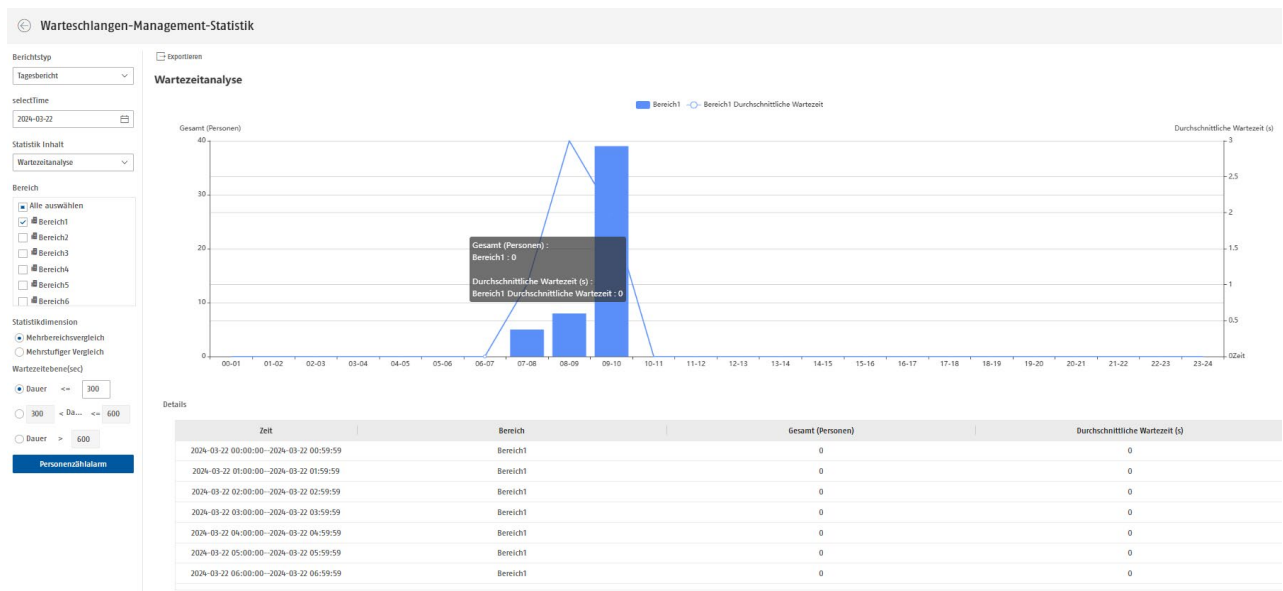 Warteschlangen-Management-Statistik
Berichtstyp
Tagesbericht
selectTime
2024-03-22
Statistik Inhalt
Wartezeitanalyse
Bereich
Alle auswählen
Bereich1
Bereich2
Bereich3
Bereich4
Bereich5
Bereich6
Statistikdimension
Mehrbereichsvergleich
Mehrstufiger Vergleich
Wartezeitebene(sec)
Dauer <= 300
300 < Da... <= 600
Dauer > 600
Personenzählalarm
Exportieren
Wartezeitanalyse
Bereich1 Bereich1 Durchschnittliche Wartezeit
Gesamt (Personen) Durchschnittliche Wartezeit (s)
40 3
2,5
30
2
20 1,5
Gesamt (Personen) :
Bereich1 : 0
Durchschnittliche Wartezeit (s) :
Bereich1 Durchschnittliche Wartezeit : 0
1
10
0,5
0 0Zeit
00-01 01-02 02-03 03-04 04-05 05-06 06-07 07-08 08-09 09-10 10-11 11-12 12-13 13-14 14-15 15-16 16-17 17-18 18-19 19-20 20-21 21-22 22-23 23-24
Details
Zeit Bereich Gesamt (Personen) Durchschnittliche Wartezeit (s)
2024-03-22 00:00:00--2024-03-22 00:59:59 Bereich1 0 0
2024-03-22 01:00:00--2024-03-22 01:59:59 Bereich1 0 0
2024-03-22 02:00:00--2024-03-22 02:59:59 Bereich1 0 0
2024-03-22 03:00:00--2024-03-22 03:59:59 Bereich1 0 0
2024-03-22 04:00:00--2024-03-22 04:59:59 Bereich1 0 0
2024-03-22 05:00:00--2024-03-22 05:59:59 Bereich1 0 0
2024-03-22 06:00:00--2024-03-22 06:59:59 Bereich1 0 0